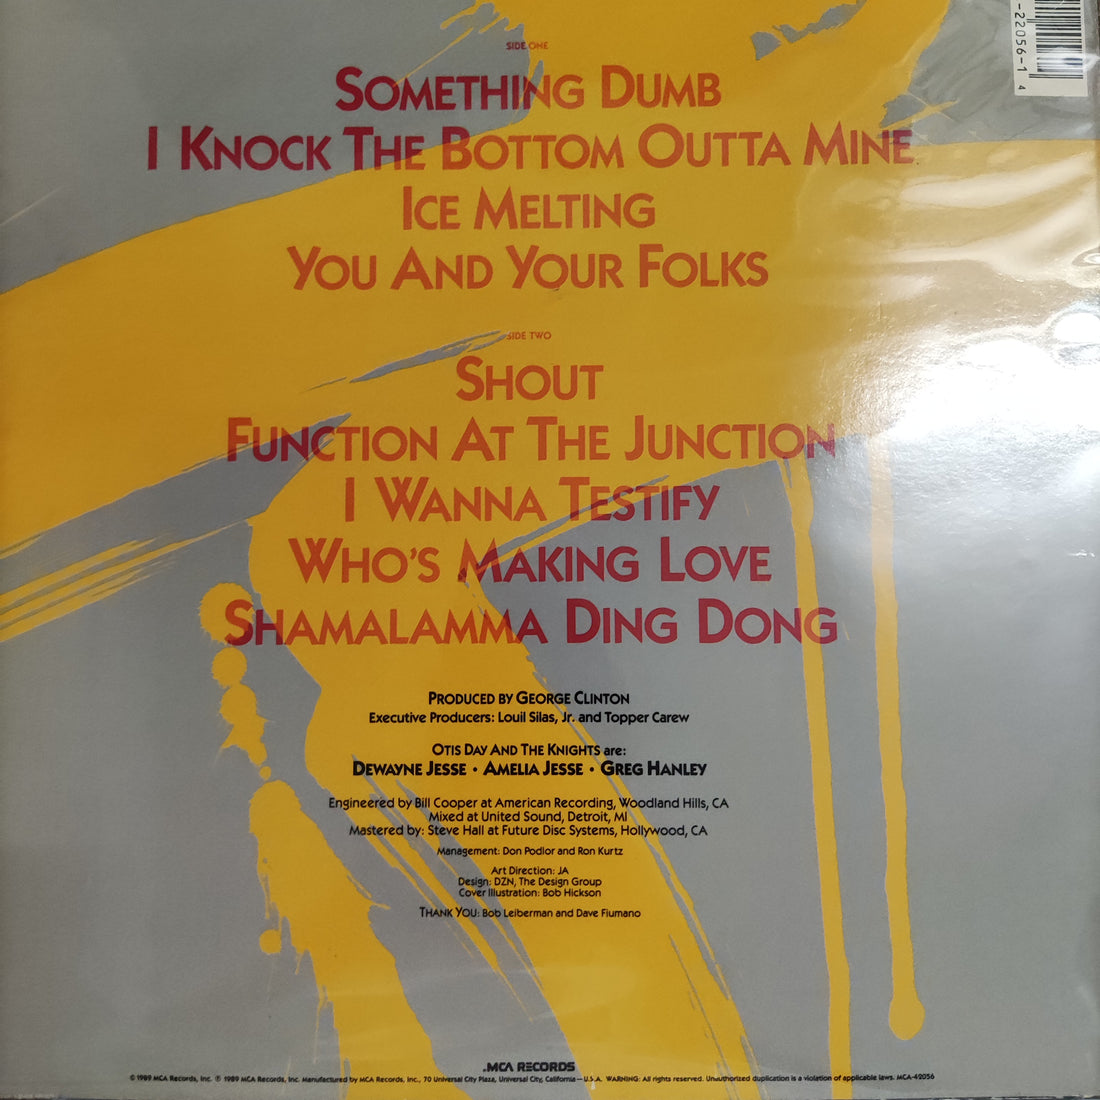 -22056-1 4
SIDE ONE
SOMETHING DUMB
I KNOCK THE BOTTOM OUTTA MINE
ICE MELTING
YOU AND YOUR FOLKS
SIDE TWO
SHOUT
FUNCTION AT THE JUNCTION
I WANNA TESTIFY
WHO'S MAKING LOVE
SHAMALAMMA DING DONG
PRODUCED BY GEORGE CLINTON
Executive Producers: Louil Silas, Jr. and Topper Carew
OTIS DAY AND THE KNIGHTS are:
DEWAYNE JESSE • AMELIA JESSE • GREG HANLEY
Engineered by Bill Cooper at American Recording, Woodland Hills, CA
Mixed at United Sound, Detroit, MI
Mastered by: Steve Hall at Future Disc Systems, Hollywood, CA
Management: Don Podlor and Ron Kurtz
Art Direction: JA
Design: DZN, The Design Group
Cover Illustration: Bob Hickson
THANK YOU: Bob Leiberman and Dave Fiumano
.MCA RECORDS
© 1989 MCA Records, Inc. ℗ 1989 MCA Records, Inc. Manufactured by MCA Records, Inc., 70 Universal City Plaza, Universal City, California—U.S.A. WARNING: All rights reserved. Unauthorized duplication is a violation of applicable laws. MCA-42056